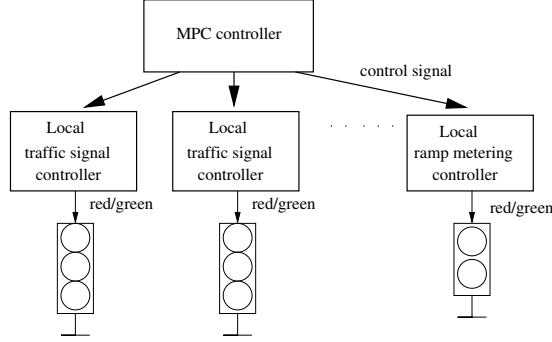 MPC controller
control signal
Local
traffic signal
controller
Local
traffic signal
controller
. . . . . .
Local
ramp metering
controller
red/green
red/green
red/green